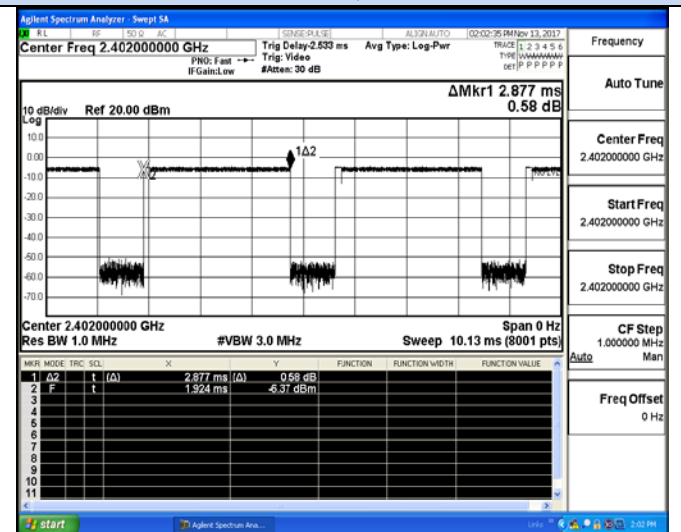 Agilent Spectrum Analyzer - Swept SA
RL RF 50 Ω AC SENSE:PULSE ALIGN AUTO 02:02:35 PM Nov 13, 2017
Center Freq 2.402000000 GHz
PNO: Fast
IFGain:Low
Trig Delay-2.533 ms
Trig: Video
#Atten: 30 dB
Avg Type: Log-Pwr
TRACE 1 2 3 4 5 6
TYPE WWWWWW
DET P P P P P P
ΔMkr1 2.877 ms
0.58 dB
10 dB/div Ref 20.00 dBm
Log
10.0
0.00
-10.0
-20.0
-30.0
-40.0
-50.0
-60.0
-70.0
1Δ2
2
Center 2.402000000 GHz Span 0 Hz
Res BW 1.0 MHz #VBW 3.0 MHz Sweep 10.13 ms (8001 pts)
MKR MODE TRC SCL X Y FUNCTION FUNCTION WIDTH FUNCTION VALUE
1 Δ2 t (Δ) 2.877 ms (Δ) 0.58 dB
2 F t 1.924 ms -6.37 dBm
3
4
5
6
7
8
9
10
11
Frequency
Auto Tune
Center Freq
2.402000000 GHz
Start Freq
2.402000000 GHz
Stop Freq
2.402000000 GHz
CF Step
1.000000 MHz
Auto Man
Freq Offset
0 Hz
start
Agilent Spectrum Ana...
Links
2:02 PM